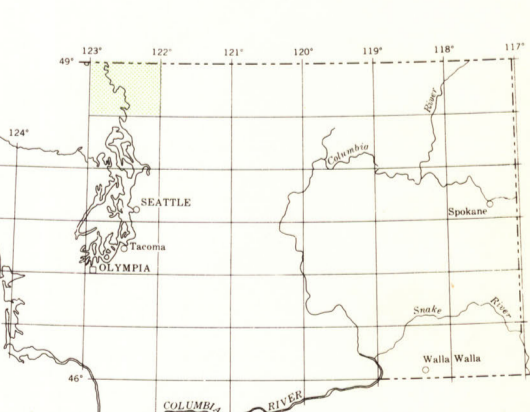 123° 122° 121° 120° 119° 118° 117°
49°
River
124°
Columbia
SEATTLE
Spokane
Tacoma
OLYMPIA
Snake River
Walla Walla
46°
COLUMBIA RIVER